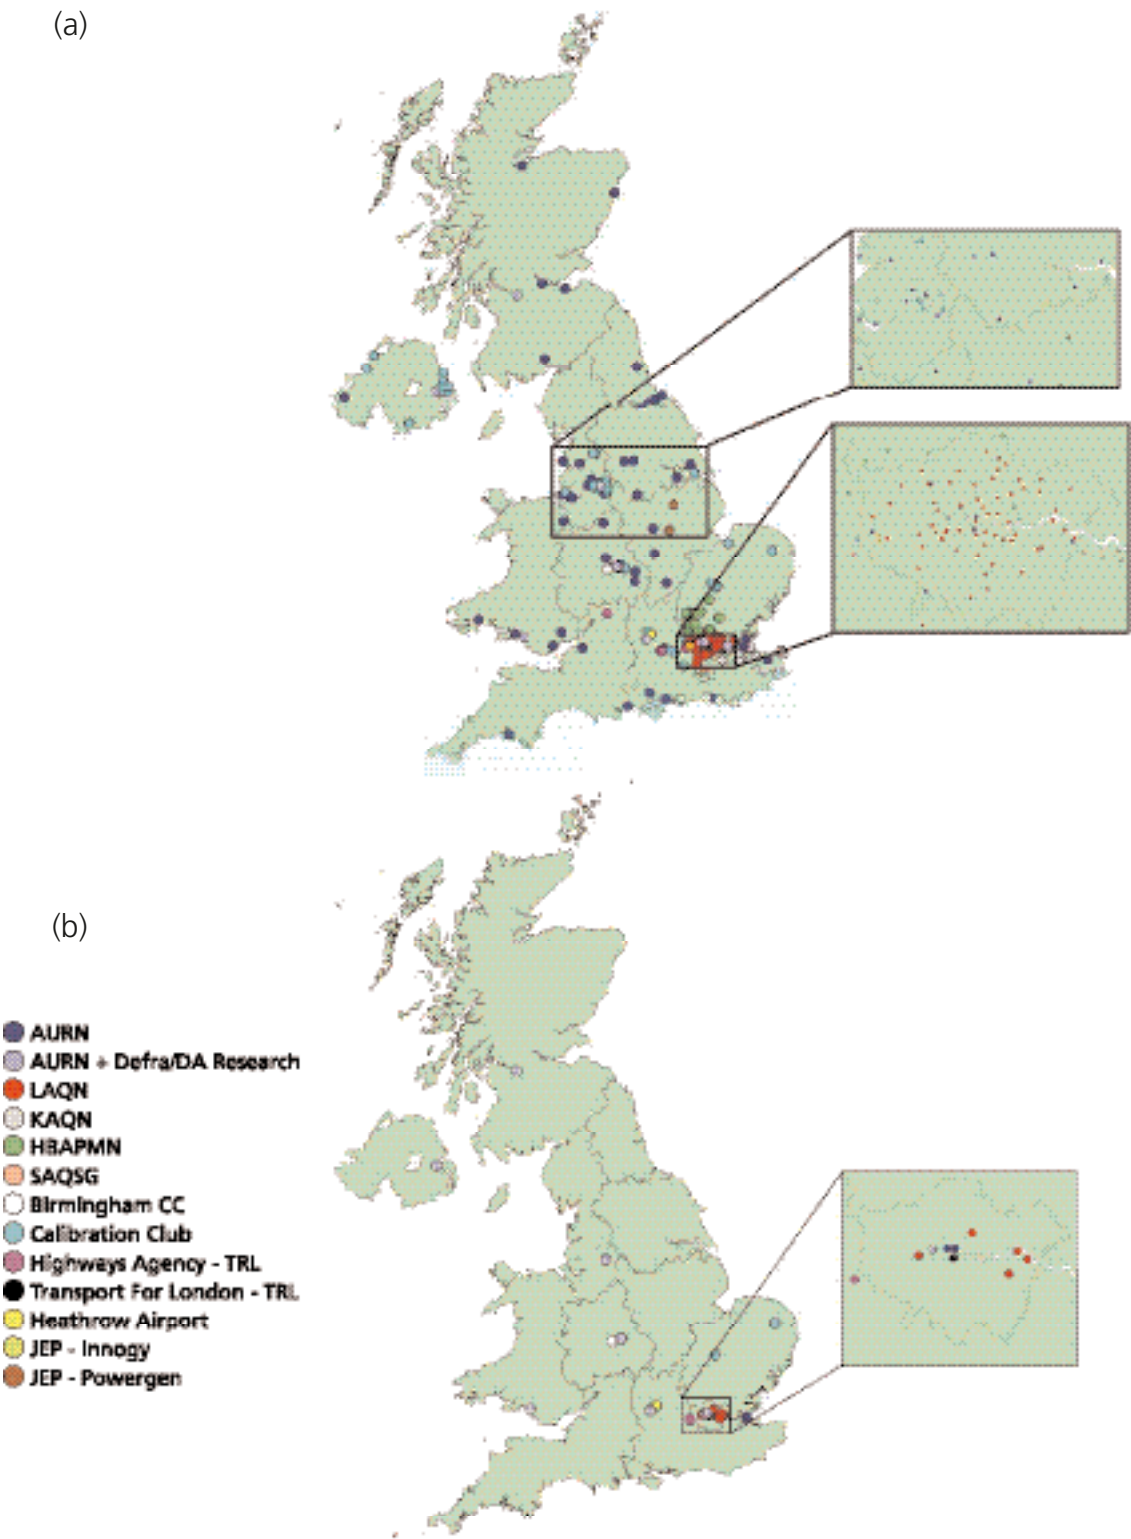 (a)
(b)
AURN
AURN + Defra/DA Research
LAQN
KAQN
HBAPMN
SAQSG
Birmingham CC
Calibration Club
Highways Agency - TRL
Transport For London - TRL
Heathrow Airport
JEP - Innogy
JEP - Powergen